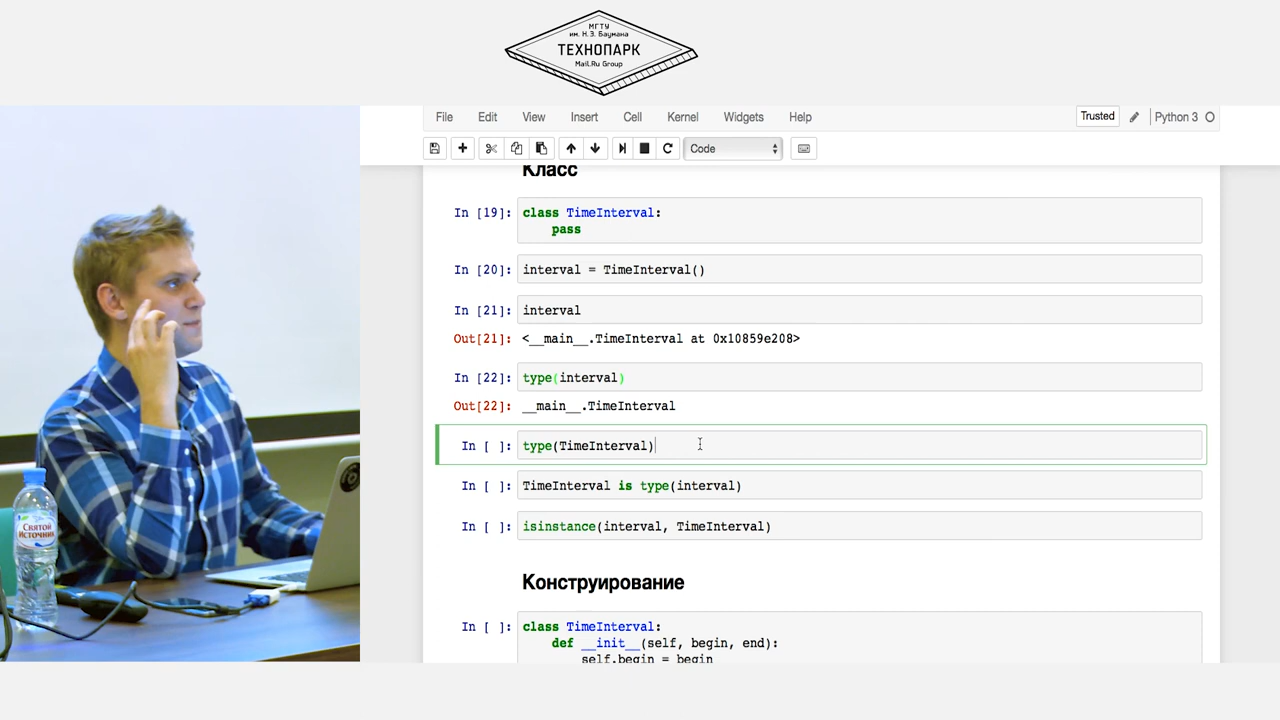 МГТУ
им. Н.Э. Баумана
ТЕХНОПАРК
Mail.Ru Group
File Edit View Insert Cell Kernel Widgets Help Trusted Python 3
Code
Класс
In [19]: class TimeInterval:
pass
In [20]: interval = TimeInterval()
In [21]: interval
Out[21]: <__main__.TimeInterval at 0x10859e208>
In [22]: type(interval)
Out[22]: __main__.TimeInterval
In [ ]: type(TimeInterval)
In [ ]: TimeInterval is type(interval)
In [ ]: isinstance(interval, TimeInterval)
Конструирование
In [ ]: class TimeInterval:
def __init__(self, begin, end):
self.begin = begin
СВЯТОЙ
ИСТОЧНИК